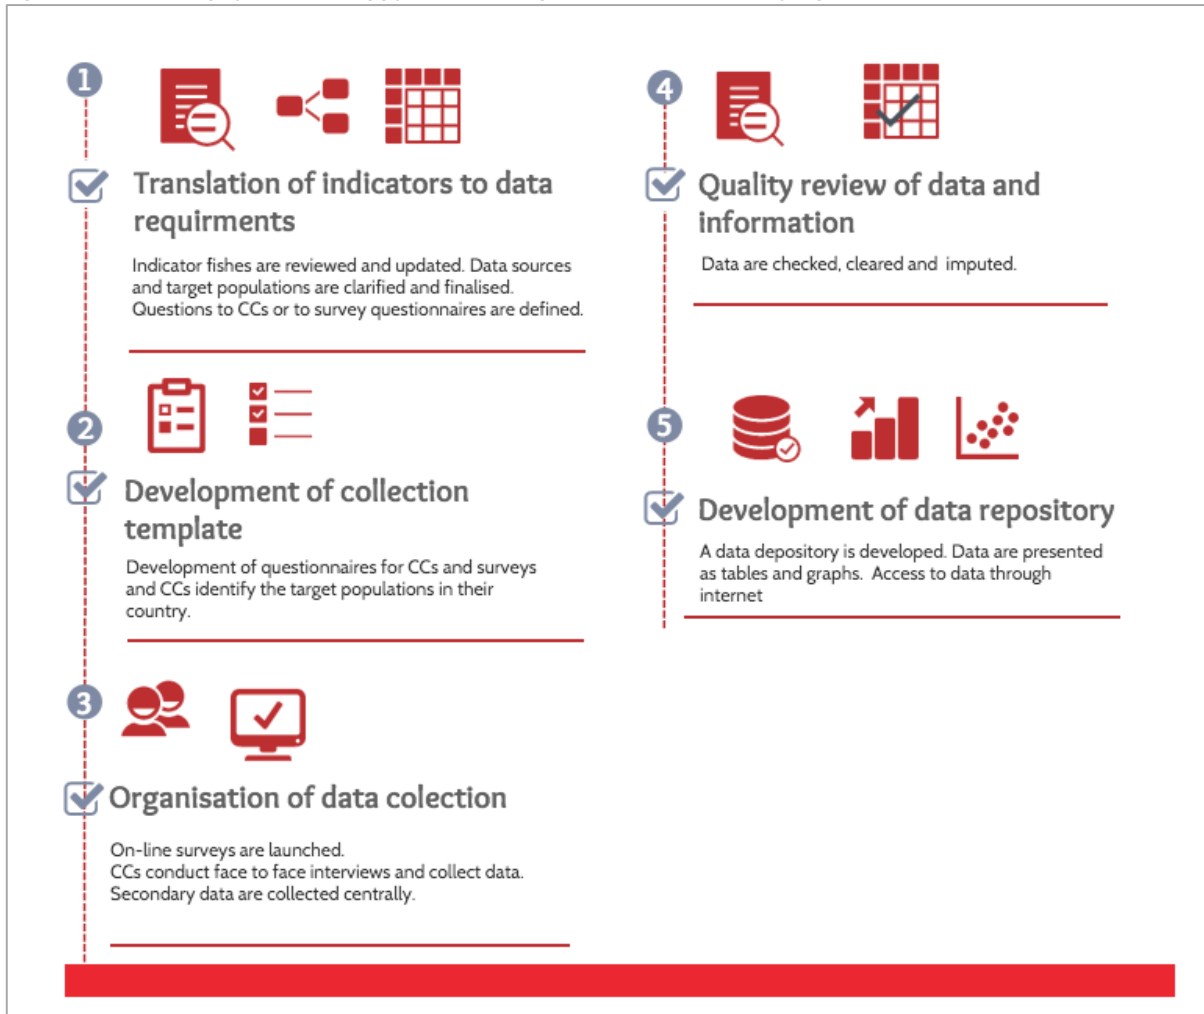 1
Translation of indicators to data
requirments
Indicator fishes are reviewed and updated. Data sources
and target populations are clarified and finalised.
Questions to CCs or to survey questionnaires are defined.
2
Development of collection
template
Development of questionnaires for CCs and surveys
and CCs identify the target populations in their
country.
3
Organisation of data colection
On-line surveys are launched.
CCs conduct face to face interviews and collect data.
Secondary data are collected centrally.
4
Quality review of data and
information
Data are checked, cleared and imputed.
5
Development of data repository
A data depository is developed. Data are presented
as tables and graphs. Access to data through
internet